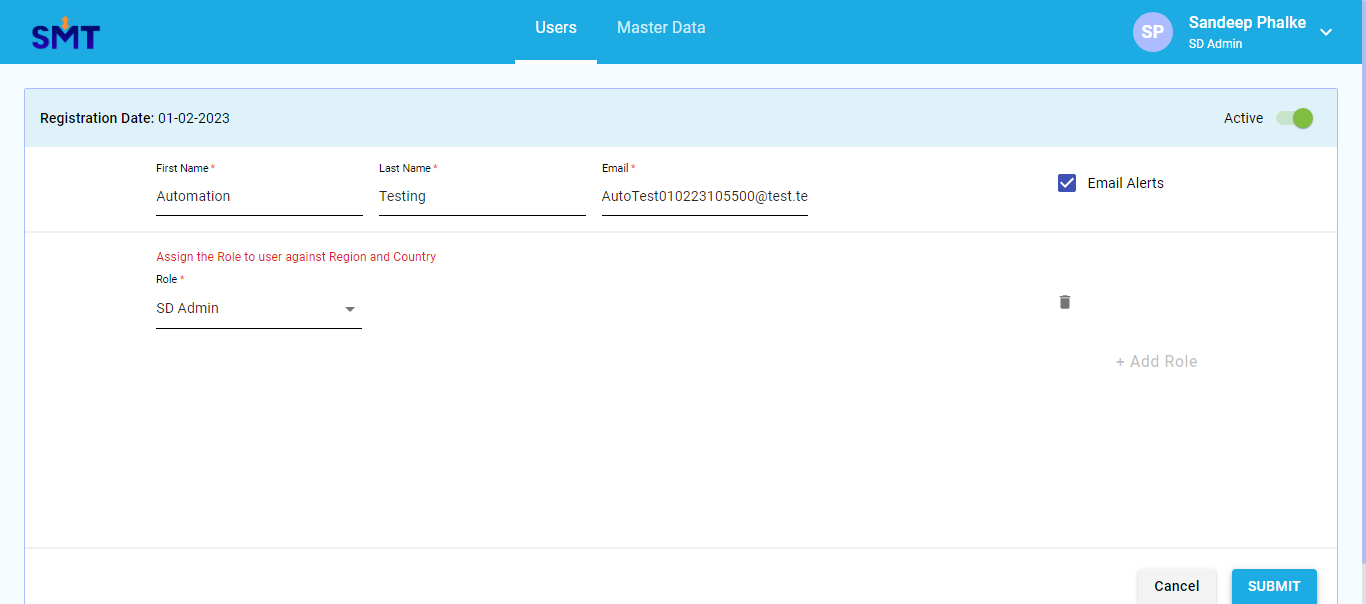 SMT
Users
Master Data
SP
Sandeep Phalke
SD Admin
Registration Date: 01-02-2023
Active
First Name *
Last Name *
Email *
Automation
Testing
AutoTest010223105500@test.te
Email Alerts
Assign the Role to user against Region and Country
Role *
SD Admin
+ Add Role
Cancel
SUBMIT